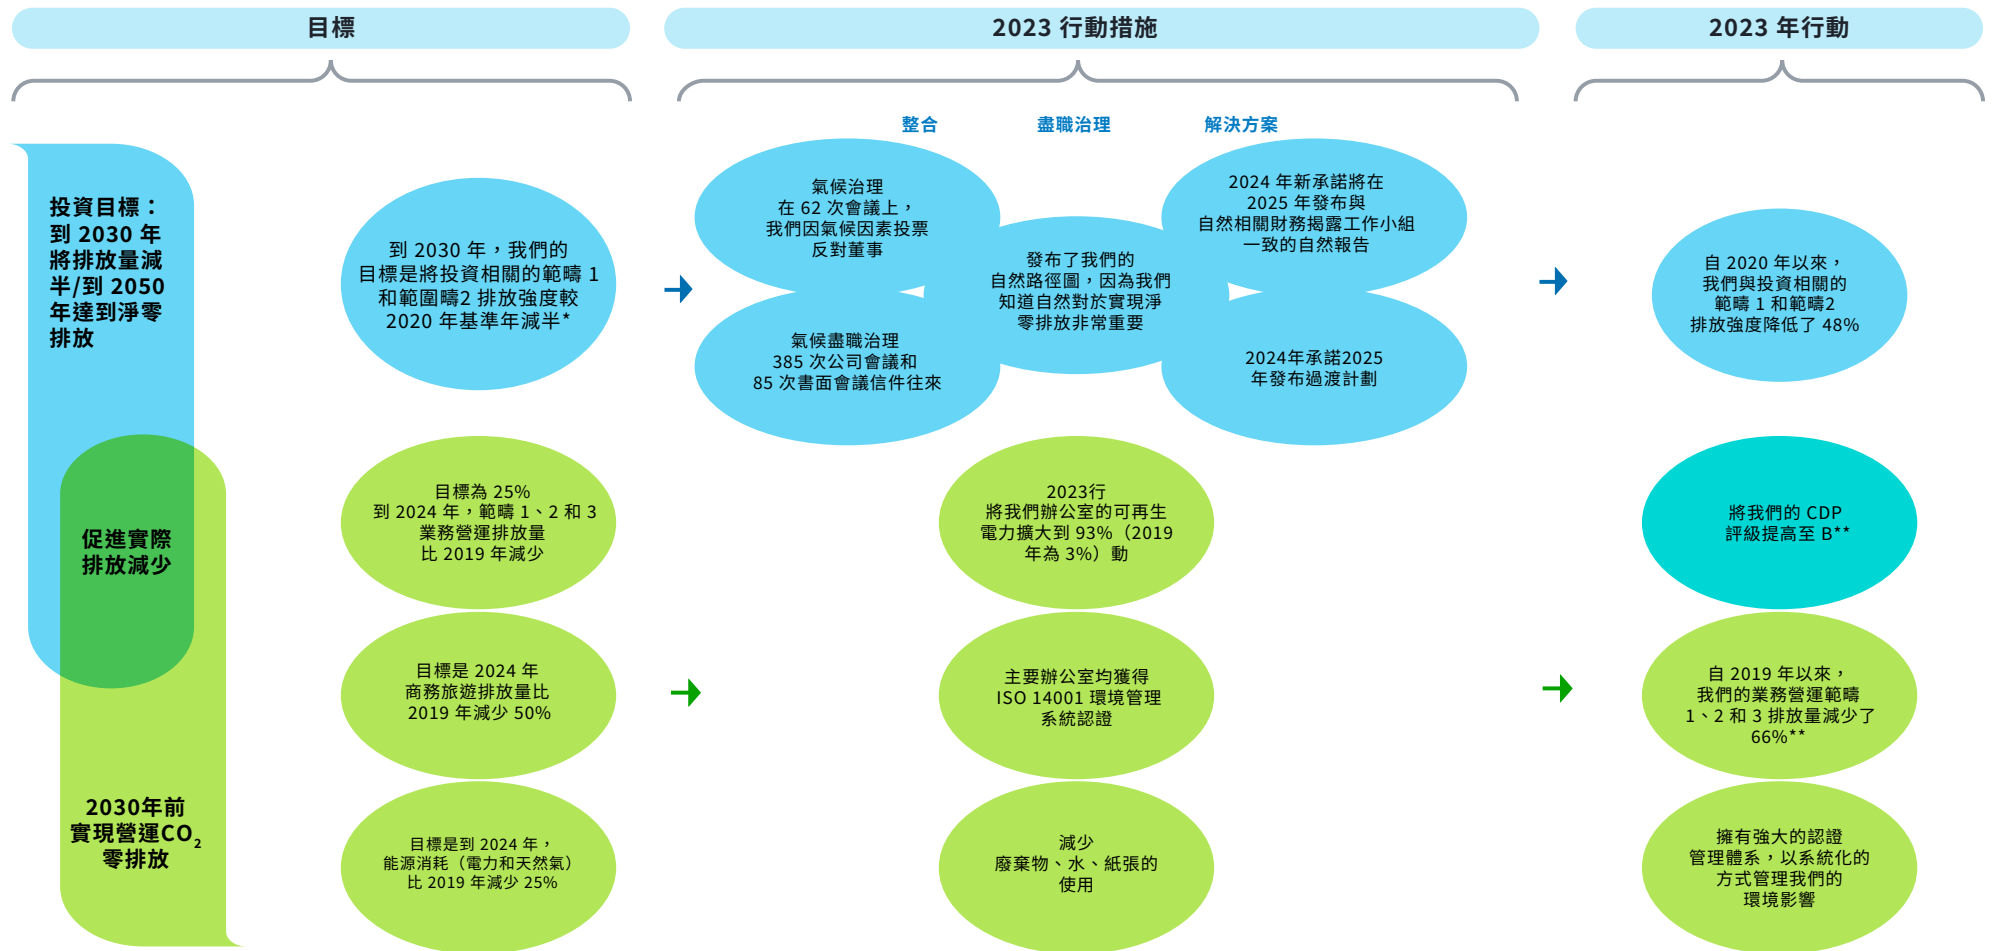 目標
2023 行動措施
2023 年行動
整合
盡職治理
解決方案
投資目標：
到 2030 年
將排放量減
半/到 2050
年達到淨零
排放
到 2030 年，我們的
目標是將投資相關的範疇 1
和範圍疇2 排放強度較
2020 年基準年減半*
氣候治理
在 62 次會議上，
我們因氣候因素投票
反對董事
氣候盡職治理
385 次公司會議和
85 次書面會議信件往來
發布了我們的
自然路徑圖，因為我們
知道自然對於實現淨
零排放非常重要
2024 年新承諾將在
2025 年發布與
自然相關財務揭露工作小組
一致的自然報告
2024年承諾2025
年發布過渡計劃
自 2020 年以來，
我們與投資相關的
範疇 1 和範疇2
排放強度降低了 48%
促進實際
排放減少
目標為 25%
到 2024 年，範疇 1、2 和 3
業務營運排放量
比 2019 年減少
2023行
將我們辦公室的可再生
電力擴大到 93%（2019
年為 3%）動
將我們的 CDP
評級提高至 B**
目標是 2024 年
商務旅遊排放量比
2019 年減少 50%
主要辦公室均獲得
ISO 14001 環境管理
系統認證
自 2019 年以來，
我們的業務營運範疇
1、2 和 3 排放量減少了
66%**
2030年前
實現營運CO₂
零排放
目標是到 2024 年，
能源消耗（電力和天然氣）
比 2019 年減少 25%
減少
廢棄物、水、紙張的
使用
擁有強大的認證
管理體系，以系統化的
方式管理我們的
環境影響